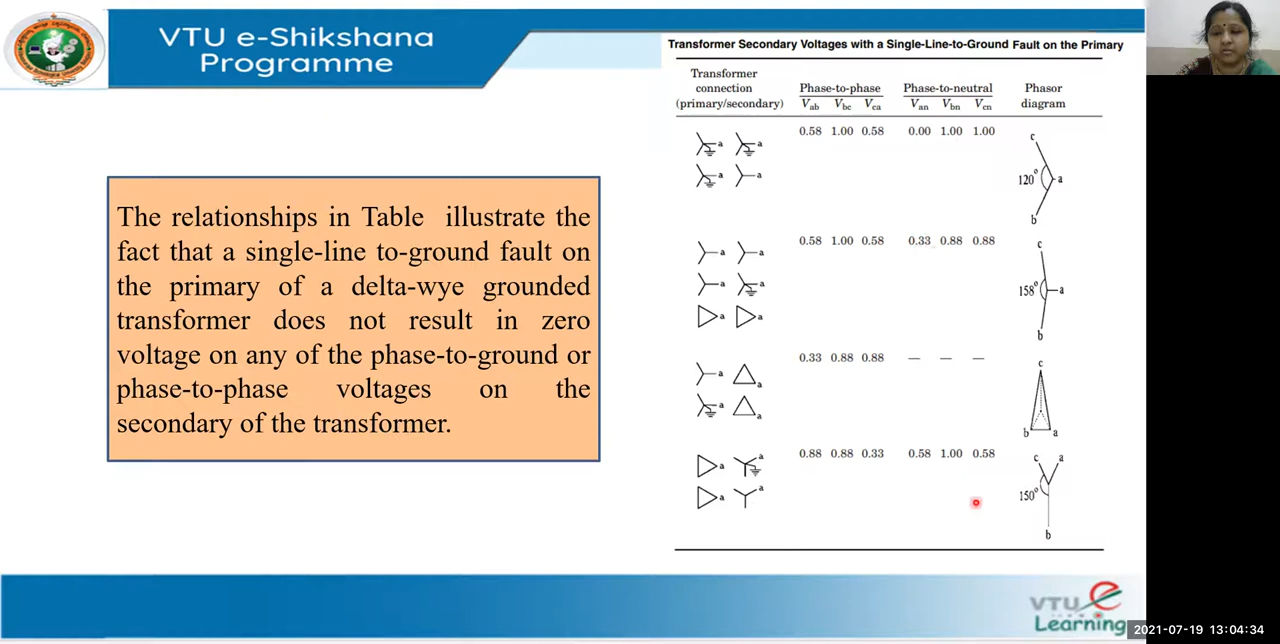 VTU e-Shikshana
Programme
The relationships in Table illustrate the
fact that a single-line to-ground fault on
the primary of a delta-wye grounded
transformer does not result in zero
voltage on any of the phase-to-ground or
phase-to-phase voltages on the
secondary of the transformer.
Transformer Secondary Voltages with a Single-Line-to-Ground Fault on the Primary
Transformer
connection
(primary/secondary)
Phase-to-phase
Vab Vbc Vca
Phase-to-neutral
Van Vbn Vcn
Phasor
diagram
a a 0.58 1.00 0.58 0.00 1.00 1.00
a a
c
120° a
b
a a 0.58 1.00 0.58 0.33 0.88 0.88
a a
a a
c
158° a
b
a a 0.33 0.88 0.88 — — —
a a
c
b a
a a 0.88 0.88 0.33 0.58 1.00 0.58
a a
c a
150°
b
VTU e
Learning
2021-07-19 13:04:34